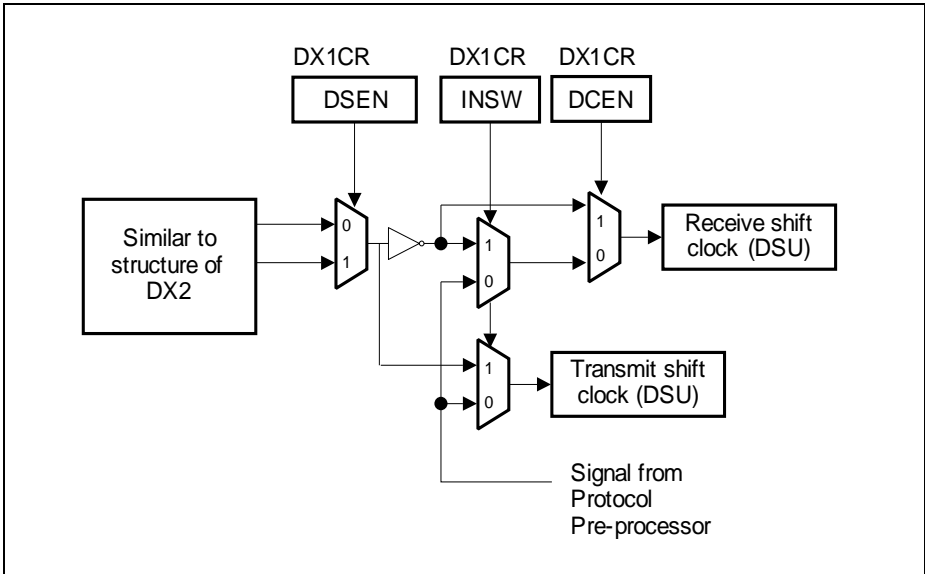 DX1CR
DX1CR
DX1CR
DSEN
INSW
DCEN
Similar to
structure of
DX2
0
1
1
0
1
0
Receive shift
clock (DSU)
1
0
Transmit shift
clock (DSU)
Signal from
Protocol
Pre-processor